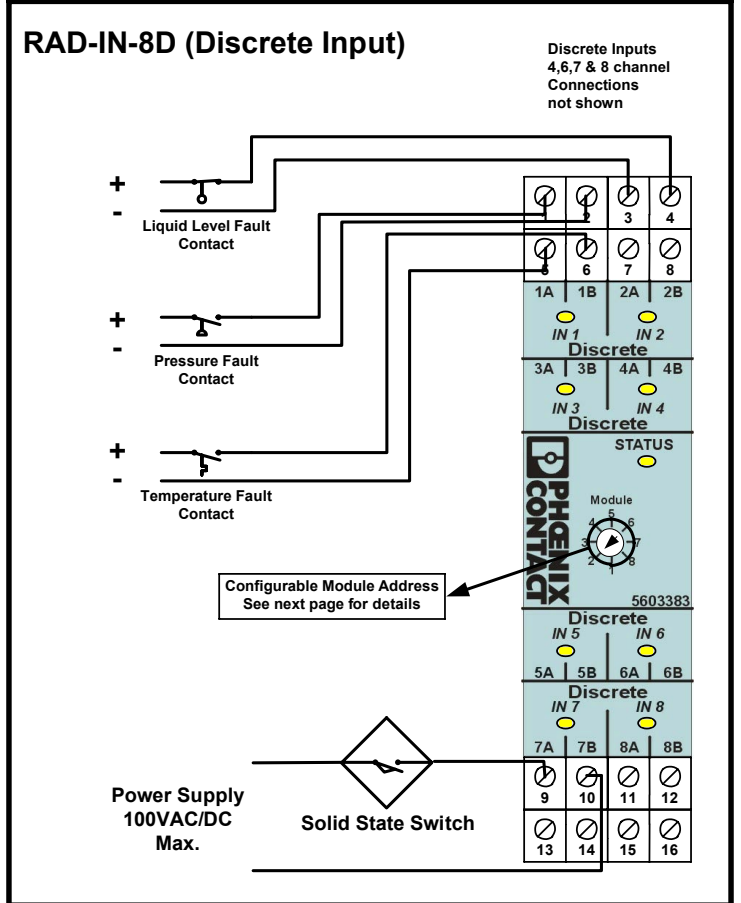 RAD-IN-8D (Discrete Input)
Discrete Inputs
4,6,7 & 8 channel
Connections
not shown
+
-
Liquid Level Fault
Contact
+
-
Pressure Fault
Contact
+
-
Temperature Fault
Contact
1 2 3 4
5 6 7 8
1A 1B 2A 2B
IN 1 IN 2
Discrete
3A 3B 4A 4B
IN 3 IN 4
Discrete
STATUS
PHŒNIX
CONTACT
Module
5
4 6
3 7
2 8
1
Configurable Module Address
See next page for details
5603383
Discrete
IN 5 IN 6
5A 5B 6A 6B
Discrete
IN 7 IN 8
7A 7B 8A 8B
9 10 11 12
13 14 15 16
Power Supply
100VAC/DC
Max.
Solid State Switch